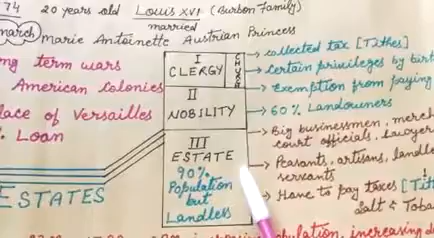 74 20 years old Louis XVI (Burbon Family)
married
march) Marie Antoinette Austrian Princess
ng term wars
American Colonies
lace of Versailles
% Loan
ESTATES
I
CLERGY
CHURCH
II
NOBILITY
III
ESTATE
90%
Population
but
Landless
collected tax [Tithes]
Certain privileges by birt
Exemption from paying
60% Landowners
Big businessmen, merch
court officials, lawyer
Peasants, artisans, landle
servants
Have to pay taxes [Tit
Salt & Toba